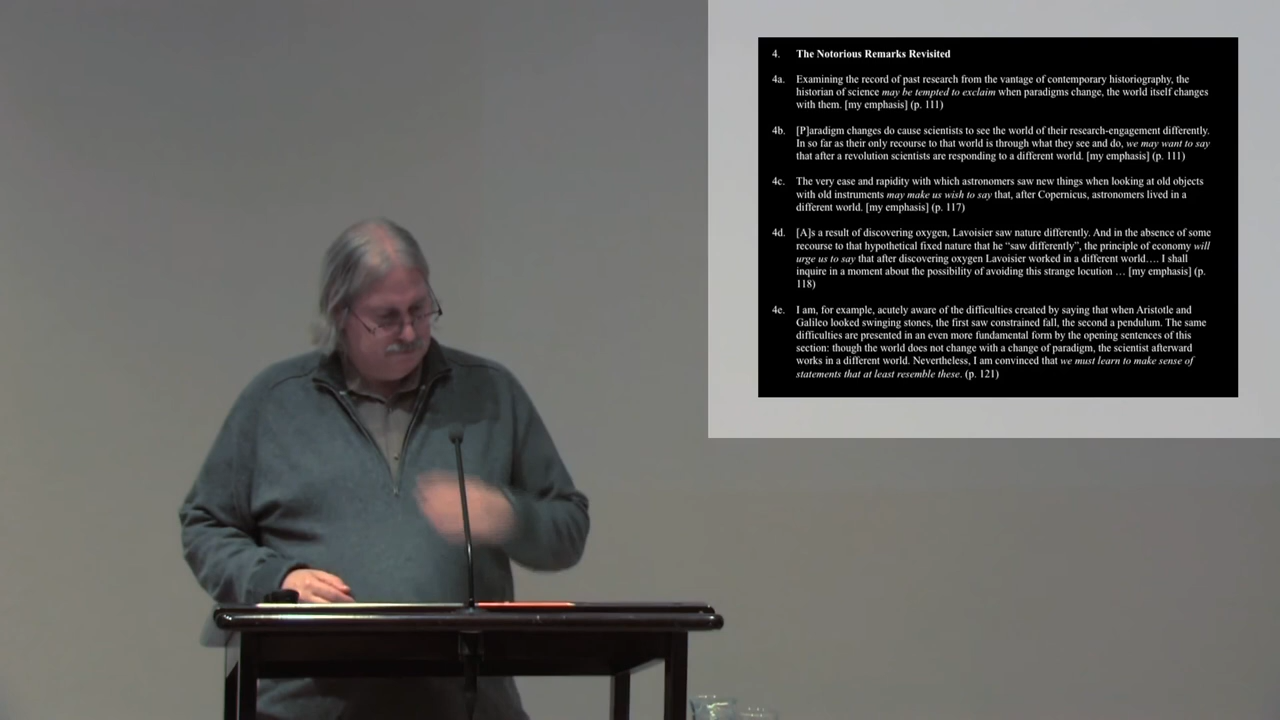 4. The Notorious Remarks Revisited
4a. Examining the record of past research from the vantage of contemporary historiography, the
historian of science may be tempted to exclaim when paradigms change, the world itself changes
with them. [my emphasis] (p. 111)
4b. [P]aradigm changes do cause scientists to see the world of their research-engagement differently.
In so far as their only recourse to that world is through what they see and do, we may want to say
that after a revolution scientists are responding to a different world. [my emphasis] (p. 111)
4c. The very ease and rapidity with which astronomers saw new things when looking at old objects
with old instruments may make us wish to say that, after Copernicus, astronomers lived in a
different world. [my emphasis] (p. 117)
4d. [A]s a result of discovering oxygen, Lavoisier saw nature differently. And in the absence of some
recourse to that hypothetical fixed nature that he “saw differently”, the principle of economy will
urge us to say that after discovering oxygen Lavoisier worked in a different world…. I shall
inquire in a moment about the possibility of avoiding this strange locution … [my emphasis] (p.
118)
4e. I am, for example, acutely aware of the difficulties created by saying that when Aristotle and
Galileo looked swinging stones, the first saw constrained fall, the second a pendulum. The same
difficulties are presented in an even more fundamental form by the opening sentences of this
section: though the world does not change with a change of paradigm, the scientist afterward
works in a different world. Nevertheless, I am convinced that we must learn to make sense of
statements that at least resemble these. (p. 121)